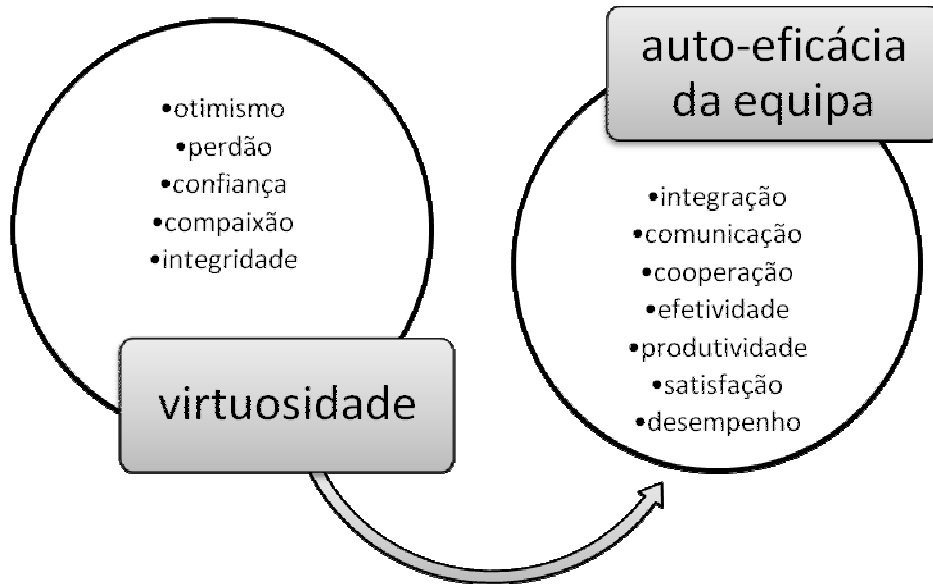 •otimismo
•perdão
•confiança
•compaixão
•integridade
virtuosidade
auto-eficácia
da equipa
•integração
•comunicação
•cooperação
•efetividade
•produtividade
•satisfação
•desempenho